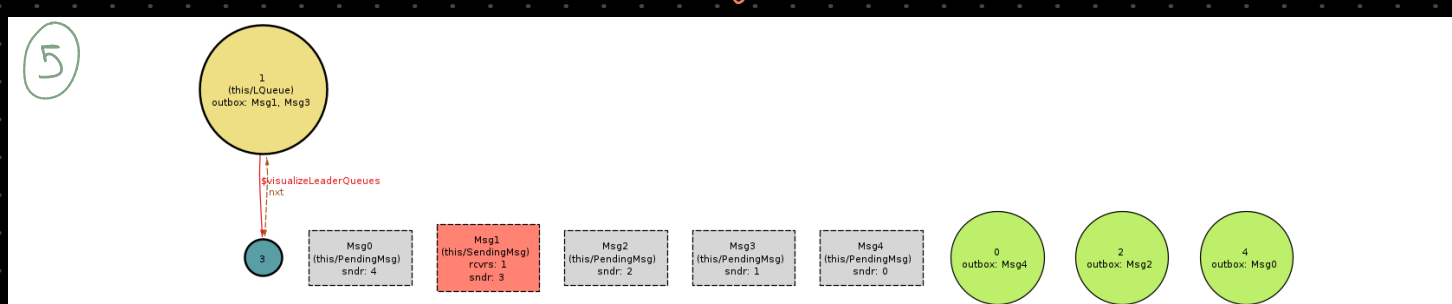 5
1
(this/LQueue)
outbox: Msg1, Msg3
$visualizeLeaderQueues
nxt
3
Msg0
(this/PendingMsg)
sndr: 4
Msg1
(this/SendingMsg)
rcvrs: 1
sndr: 3
Msg2
(this/PendingMsg)
sndr: 2
Msg3
(this/PendingMsg)
sndr: 1
Msg4
(this/PendingMsg)
sndr: 0
0
outbox: Msg4
2
outbox: Msg2
4
outbox: Msg0